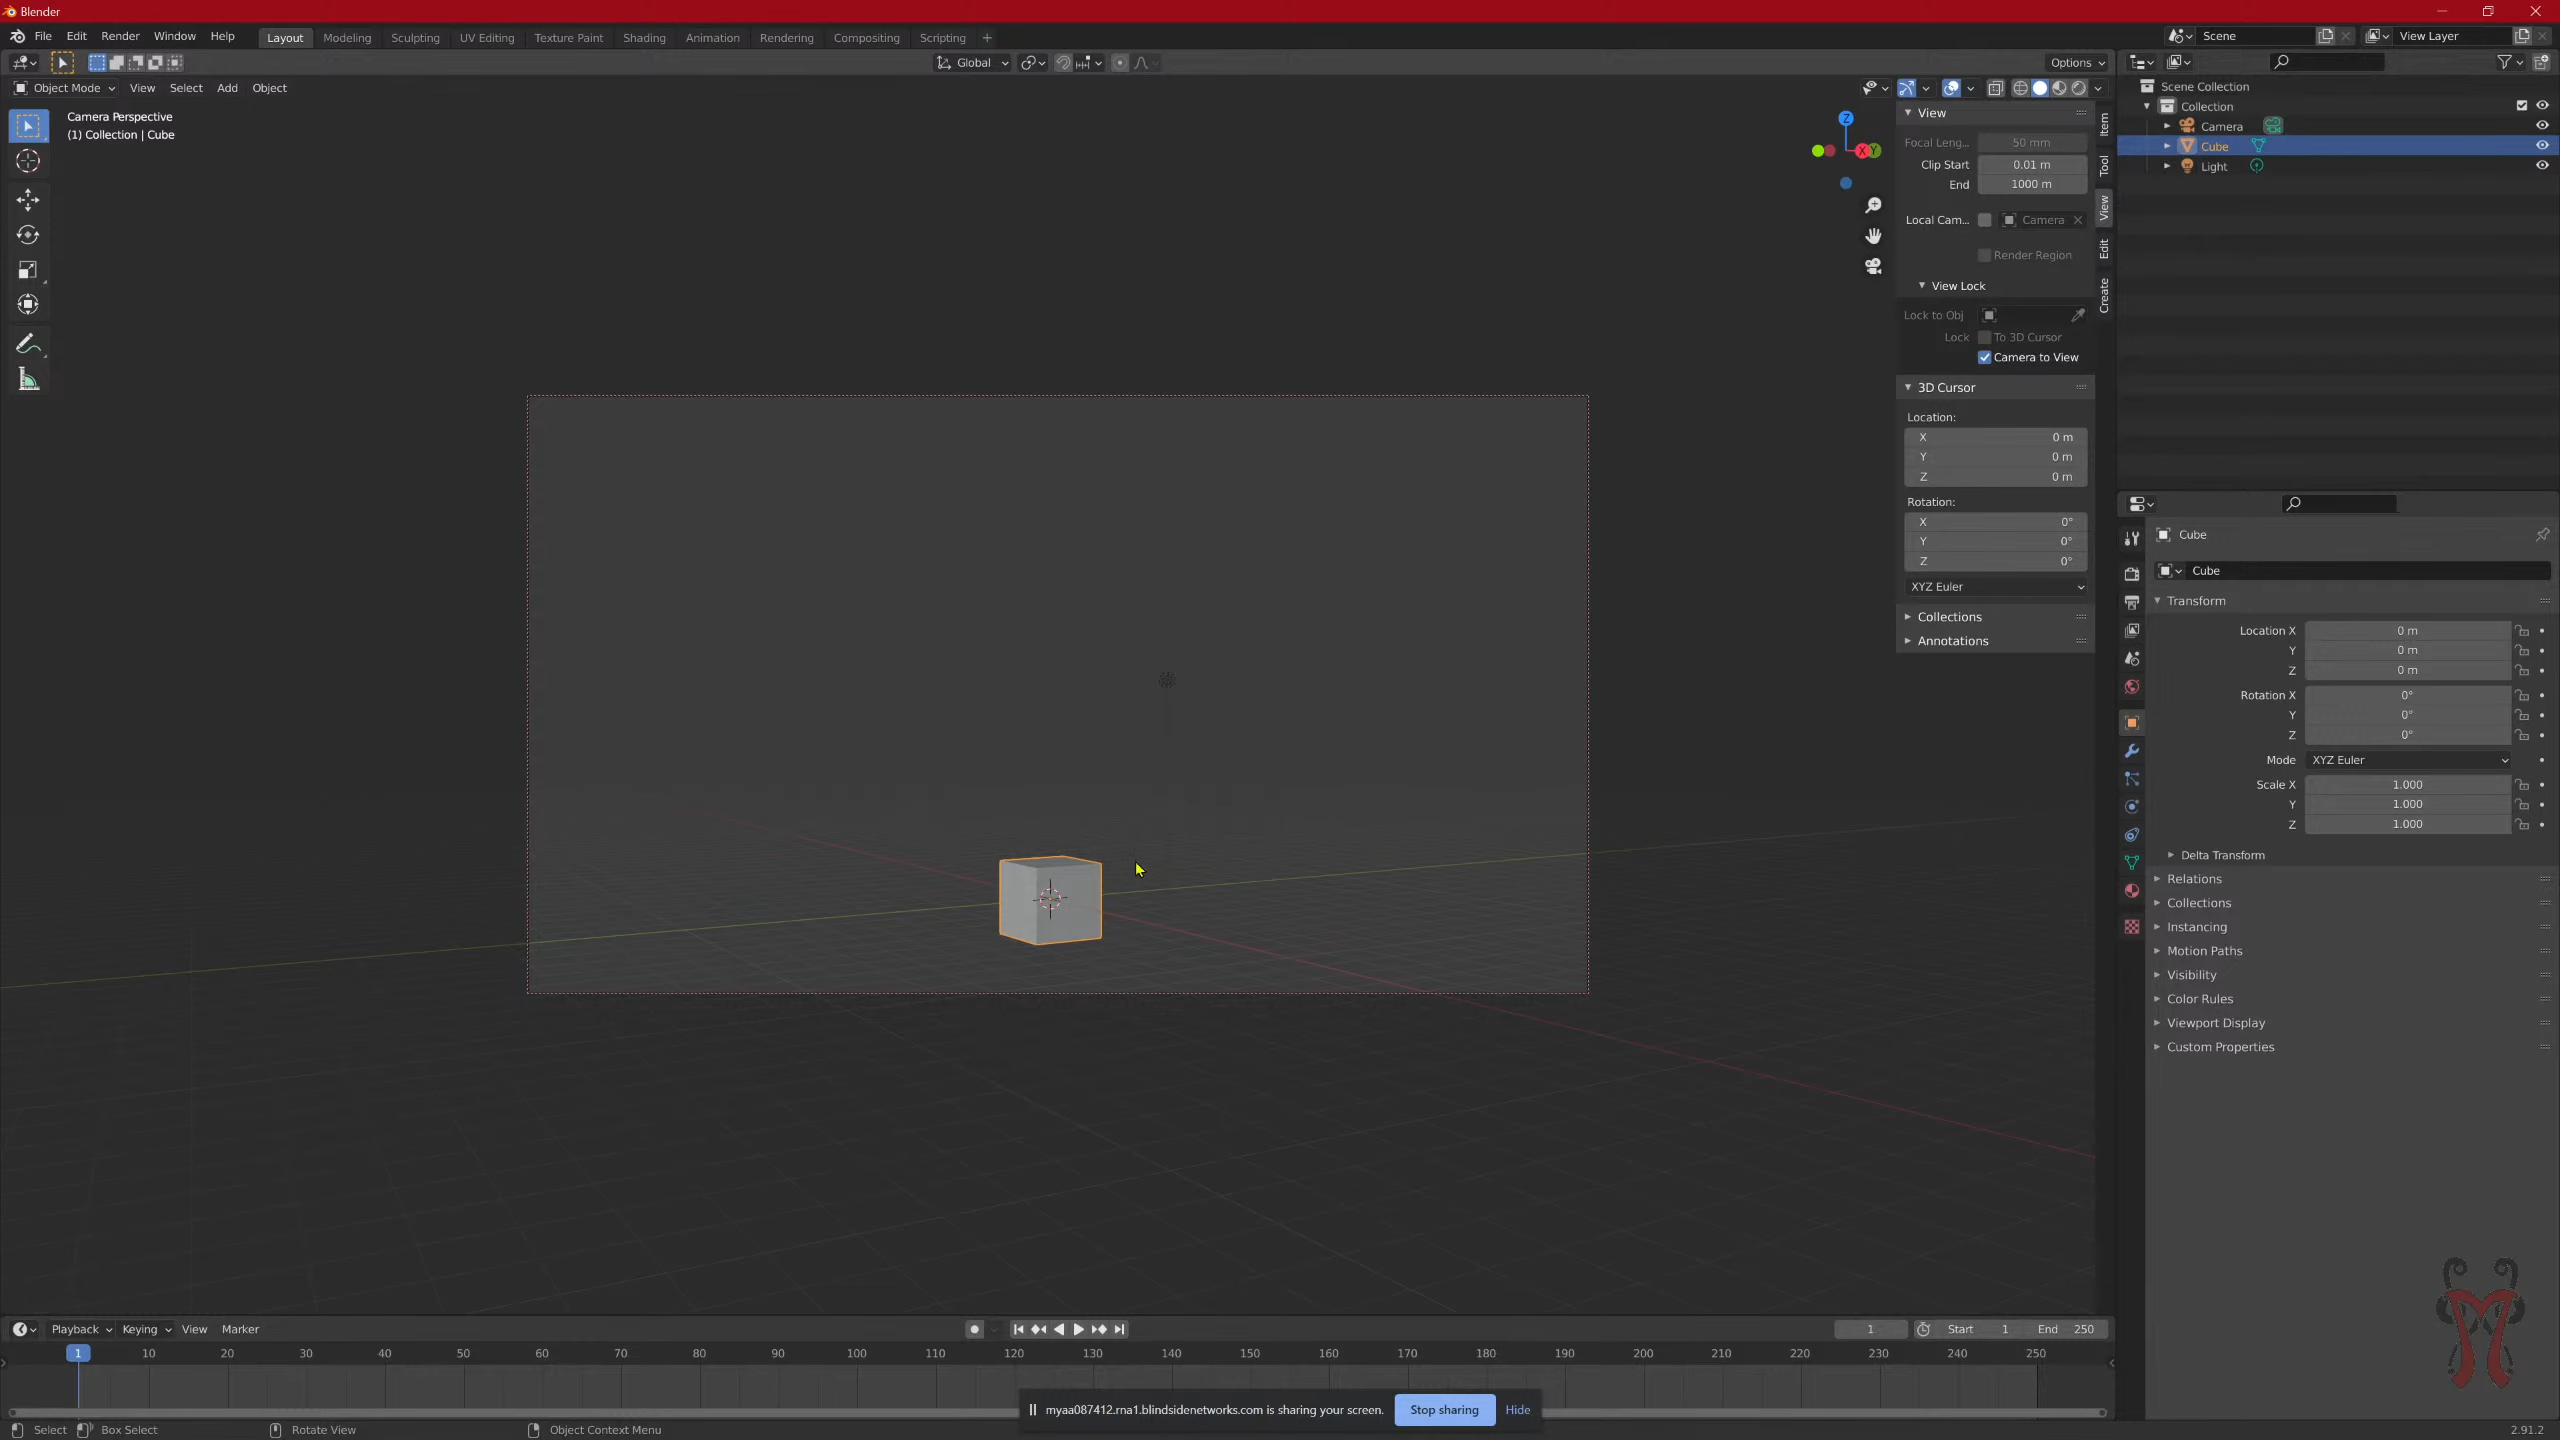 Blender
File Edit Render Window Help Layout Modeling Sculpting UV Editing Texture Paint Shading Animation Rendering Compositing Scripting + Scene View Layer
Global Options
Object Mode View Select Add Object
Camera Perspective
(1) Collection | Cube
Z
X Y
View
Focal Leng... 50 mm
Clip Start 0.01 m
End 1000 m
Local Cam... Camera
Render Region
View Lock
Lock to Obj
Lock To 3D Cursor
Camera to View
3D Cursor
Location:
X 0 m
Y 0 m
Z 0 m
Rotation:
X 0°
Y 0°
Z 0°
XYZ Euler
Collections
Annotations
Item
Tool
View
Edit
Create
Scene Collection
Collection
Camera
Cube
Light
Cube
Cube
Transform
Location X 0 m
Y 0 m
Z 0 m
Rotation X 0°
Y 0°
Z 0°
Mode XYZ Euler
Scale X 1.000
Y 1.000
Z 1.000
Delta Transform
Relations
Collections
Instancing
Motion Paths
Visibility
Color Rules
Viewport Display
Custom Properties
Playback Keying View Marker 1 Start 1 End 250
1 10 20 30 40 50 60 70 80 90 100 110 120 130 140 150 160 170 180 190 200 210 220 230 240 250
myaa087412.rna1.blindsidenetworks.com is sharing your screen. Stop sharing Hide
Select Box Select Rotate View Object Context Menu 2.91.2